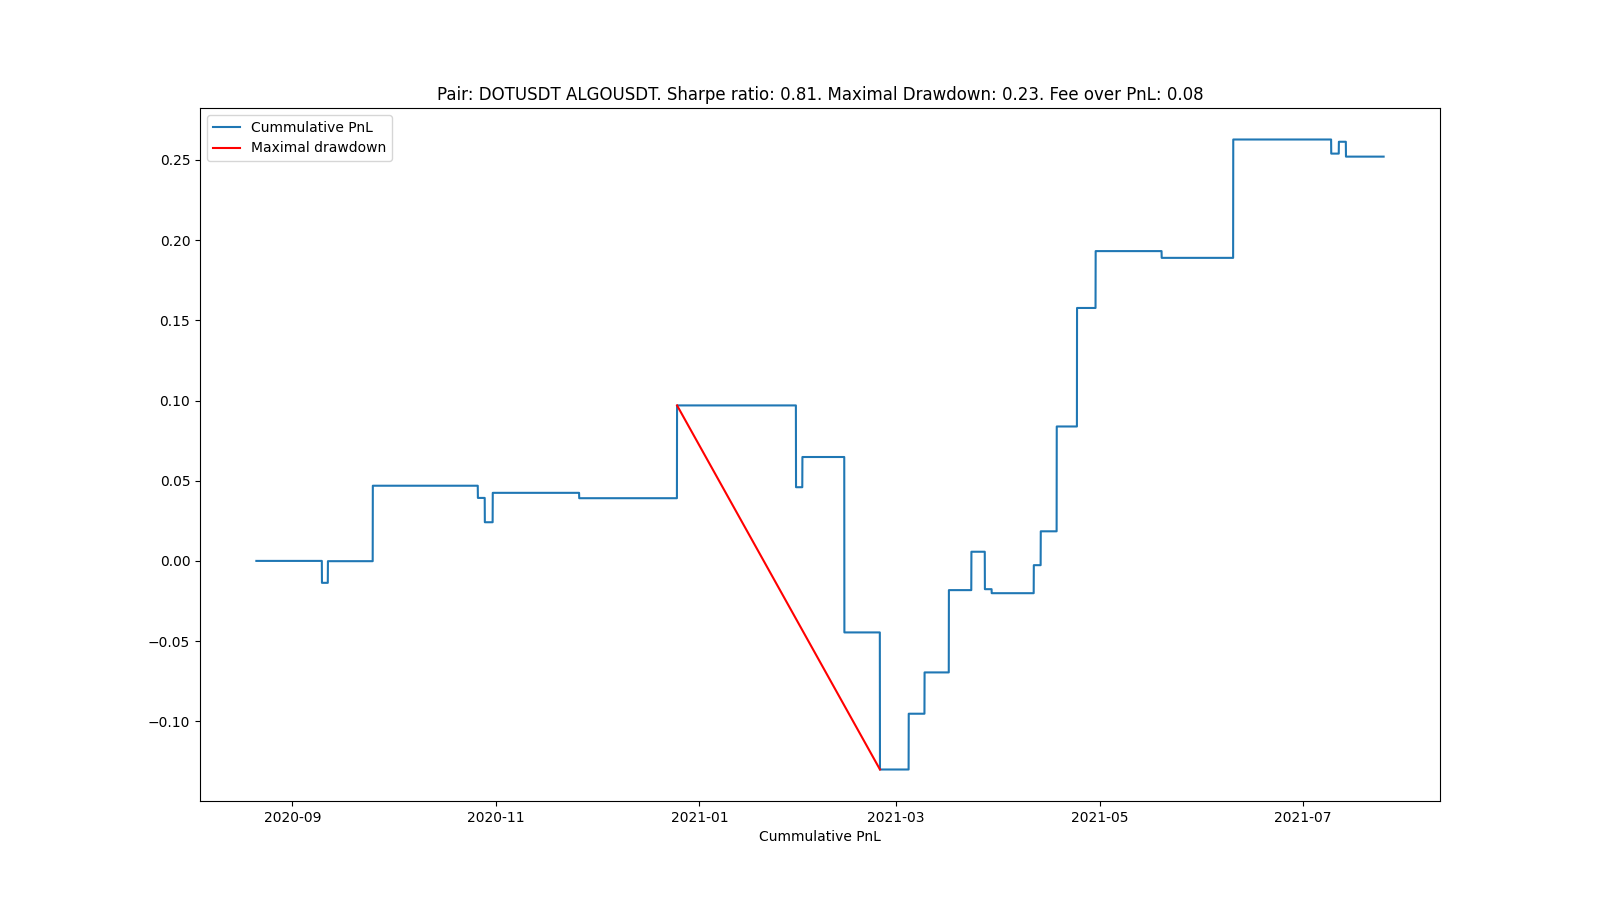 Pair: DOTUSDT ALGOUSDT. Sharpe ratio: 0.81. Maximal Drawdown: 0.23. Fee over PnL: 0.08
Cummulative PnL
Maximal drawdown
0.25
0.20
0.15
0.10
0.05
0.00
−0.05
−0.10
2020-09 2020-11 2021-01 2021-03 2021-05 2021-07
Cummulative PnL